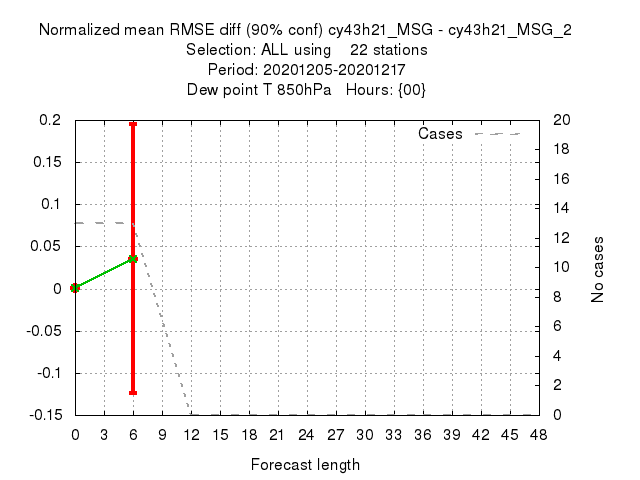 Normalized mean RMSE diff (90% conf) cy43h21_MSG - cy43h21_MSG_2
Selection: ALL using 22 stations
Period: 20201205-20201217
Dew point T 850hPa Hours: {00}
Cases
0.2
0.15
0.1
0.05
0
-0.05
-0.1
-0.15
20
18
16
14
12
10
8
6
4
2
0
No cases
0 3 6 9 12 15 18 21 24 27 30 33 36 39 42 45 48
Forecast length